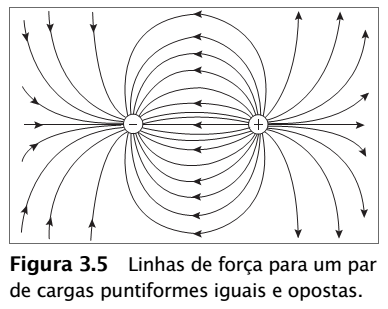 − +
Figura 3.5 Linhas de força para um par
de cargas puntiformes iguais e opostas.